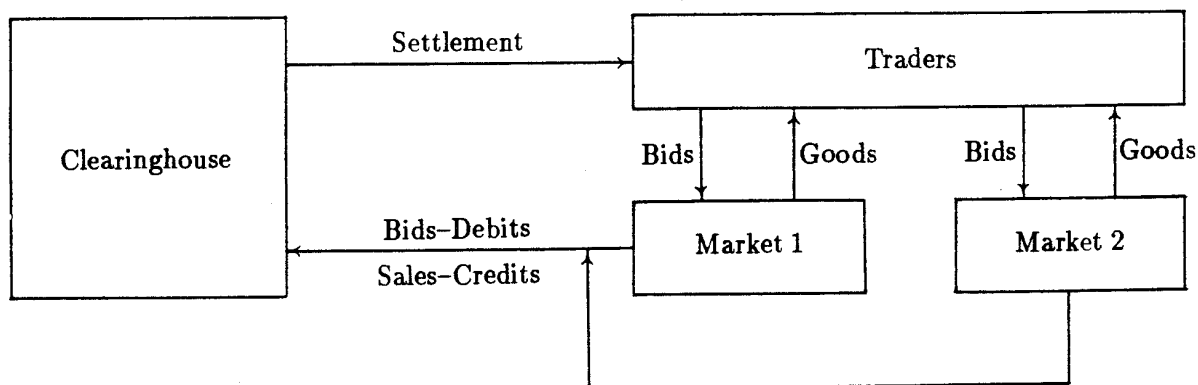 Settlement
Traders
Clearinghouse
Bids
Goods
Bids
Goods
Bids–Debits
Sales–Credits
Market 1
Market 2